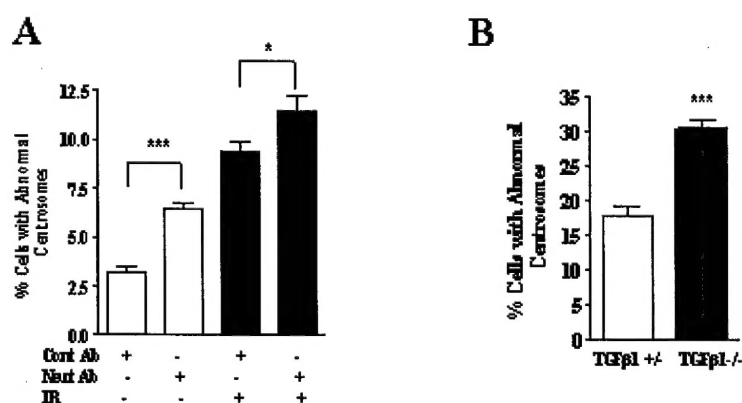 A
% Cells with Abnormal
Centrosomes
12.5
10.0
7.5
5.0
2.5
0.0
***
*
Cont Ab + - + -
Neut Ab - + - +
IR - - + +
B
% Cells with Abnormal
Centrosomes
35
30
25
20
15
10
5
0
***
TGFβ1 +/- TGFβ1-/-